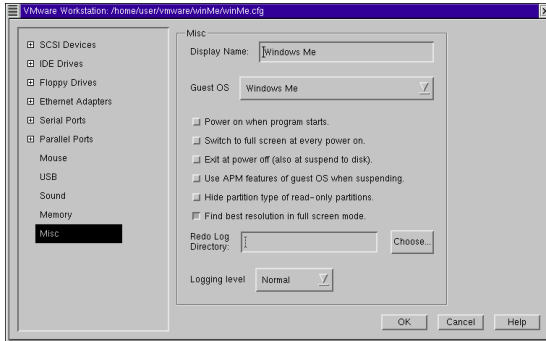 VMware Workstation: /home/user/vmware/winMe/winMe.cfg
SCSI Devices
IDE Drives
Floppy Drives
Ethernet Adapters
Serial Ports
Parallel Ports
Mouse
USB
Sound
Memory
Misc
Misc
Display Name: Windows Me
Guest OS Windows Me
Power on when program starts.
Switch to full screen at every power on.
Exit at power off (also at suspend to disk).
Use APM features of guest OS when suspending.
Hide partition type of read-only partitions.
Find best resolution in full screen mode.
Redo Log
Directory:
Choose...
Logging level Normal
OK Cancel Help